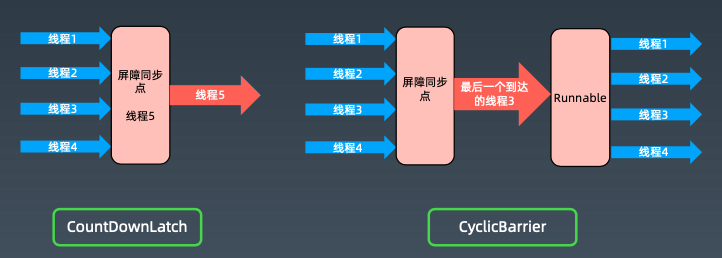 线程1
线程2
线程3
线程4
屏障同步
点
线程5
线程5
线程1
线程2
线程3
线程4
屏障同步
点
最后一个到达
的线程3
Runnable
线程1
线程2
线程3
线程4
CountDownLatch
CyclicBarrier